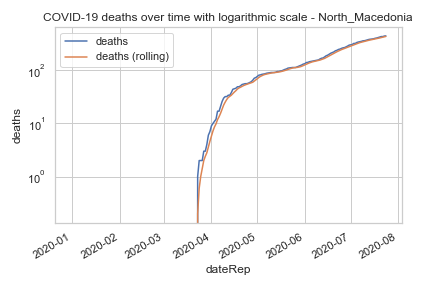 COVID-19 deaths over time with logarithmic scale - North_Macedonia
deaths
deaths (rolling)
10²
10¹
10⁰
deaths
2020-01
2020-02
2020-03
2020-04
2020-05
2020-06
2020-07
2020-08
dateRep